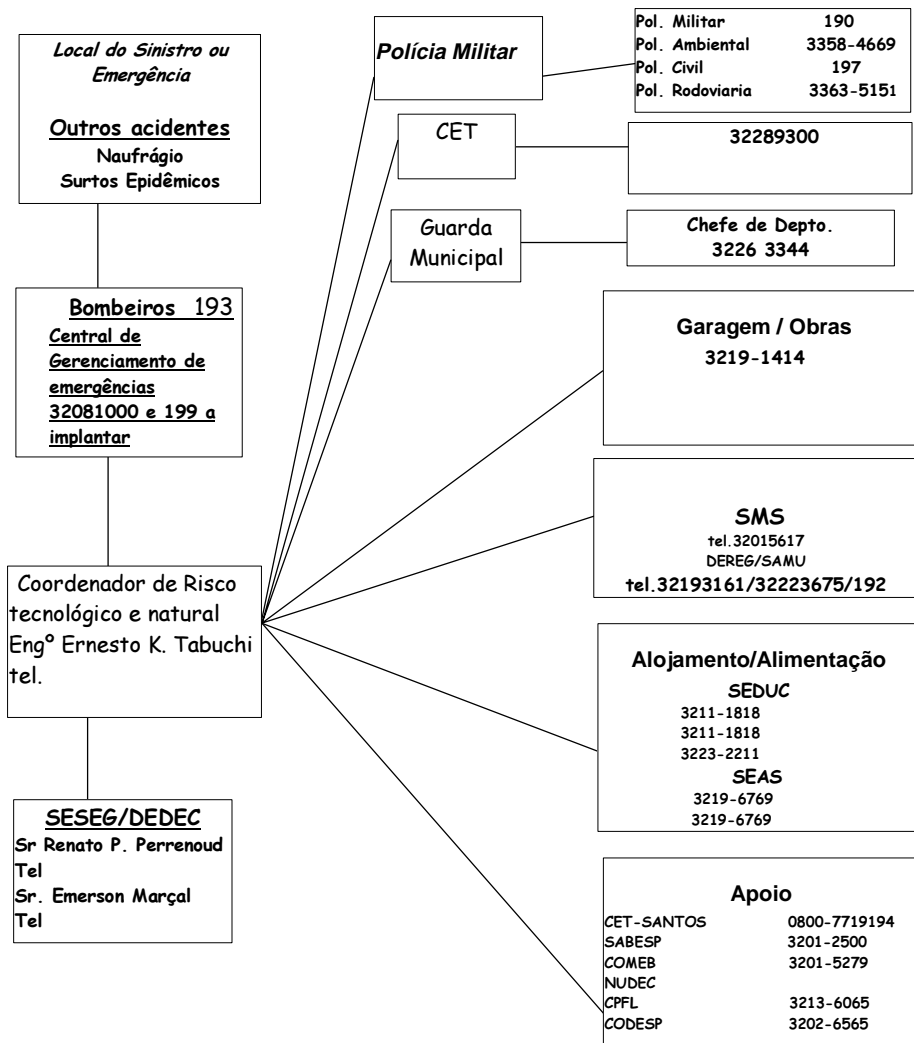 Local do Sinistro ou
Emergência
Outros acidentes
Naufrágio
Surtos Epidêmicos
Bombeiros 193
Central de
Gerenciamento de
emergências
32081000 e 199 a
implantar
Coordenador de Risco
tecnológico e natural
Engº Ernesto K. Tabuchi
tel.
SESEG/DEDEC
Sr Renato P. Perrenoud
Tel
Sr. Emerson Marçal
Tel
Polícia Militar
Pol. Militar 190
Pol. Ambiental 3358-4669
Pol. Civil 197
Pol. Rodoviaria 3363-5151
CET
32289300
Guarda
Municipal
Chefe de Depto.
3226 3344
Garagem / Obras
3219-1414
SMS
tel.32015617
DEREG/SAMU
tel.32193161/32223675/192
Alojamento/Alimentação
SEDUC
3211-1818
3211-1818
3223-2211
SEAS
3219-6769
3219-6769
Apoio
CET-SANTOS 0800-7719194
SABESP 3201-2500
COMEB 3201-5279
NUDEC
CPFL 3213-6065
CODESP 3202-6565